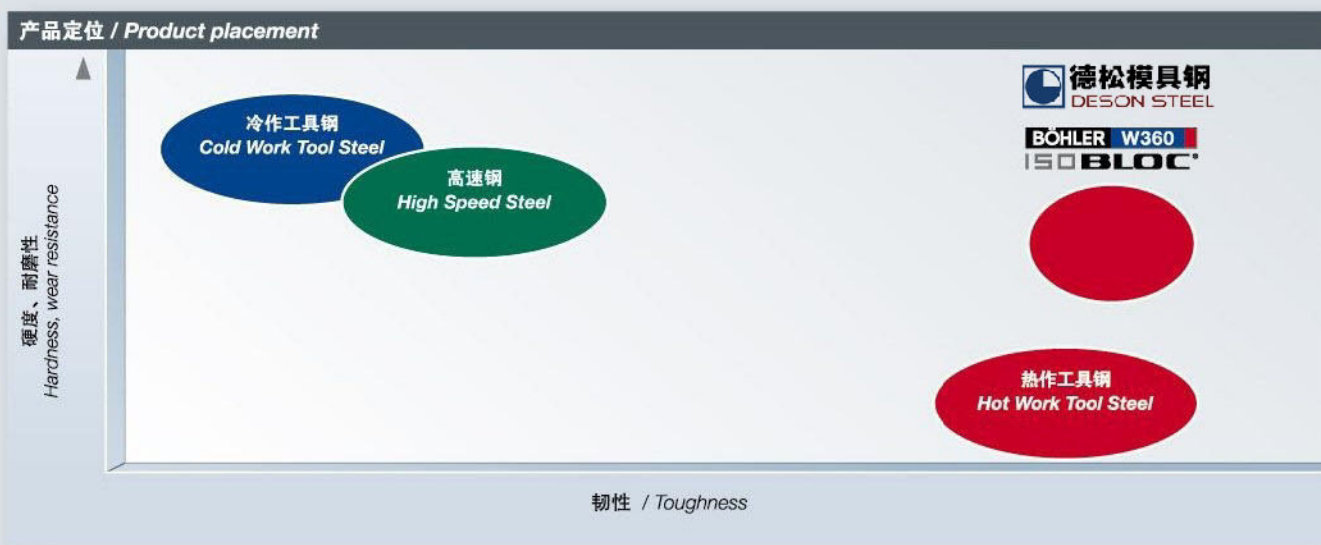 产品定位 / Product placement
德松模具钢
DESON STEEL
BÖHLER W360
ISOBLOC®
冷作工具钢
Cold Work Tool Steel
高速钢
High Speed Steel
硬度、耐磨性
Hardness, wear resistance
热作工具钢
Hot Work Tool Steel
韧性 / Toughness